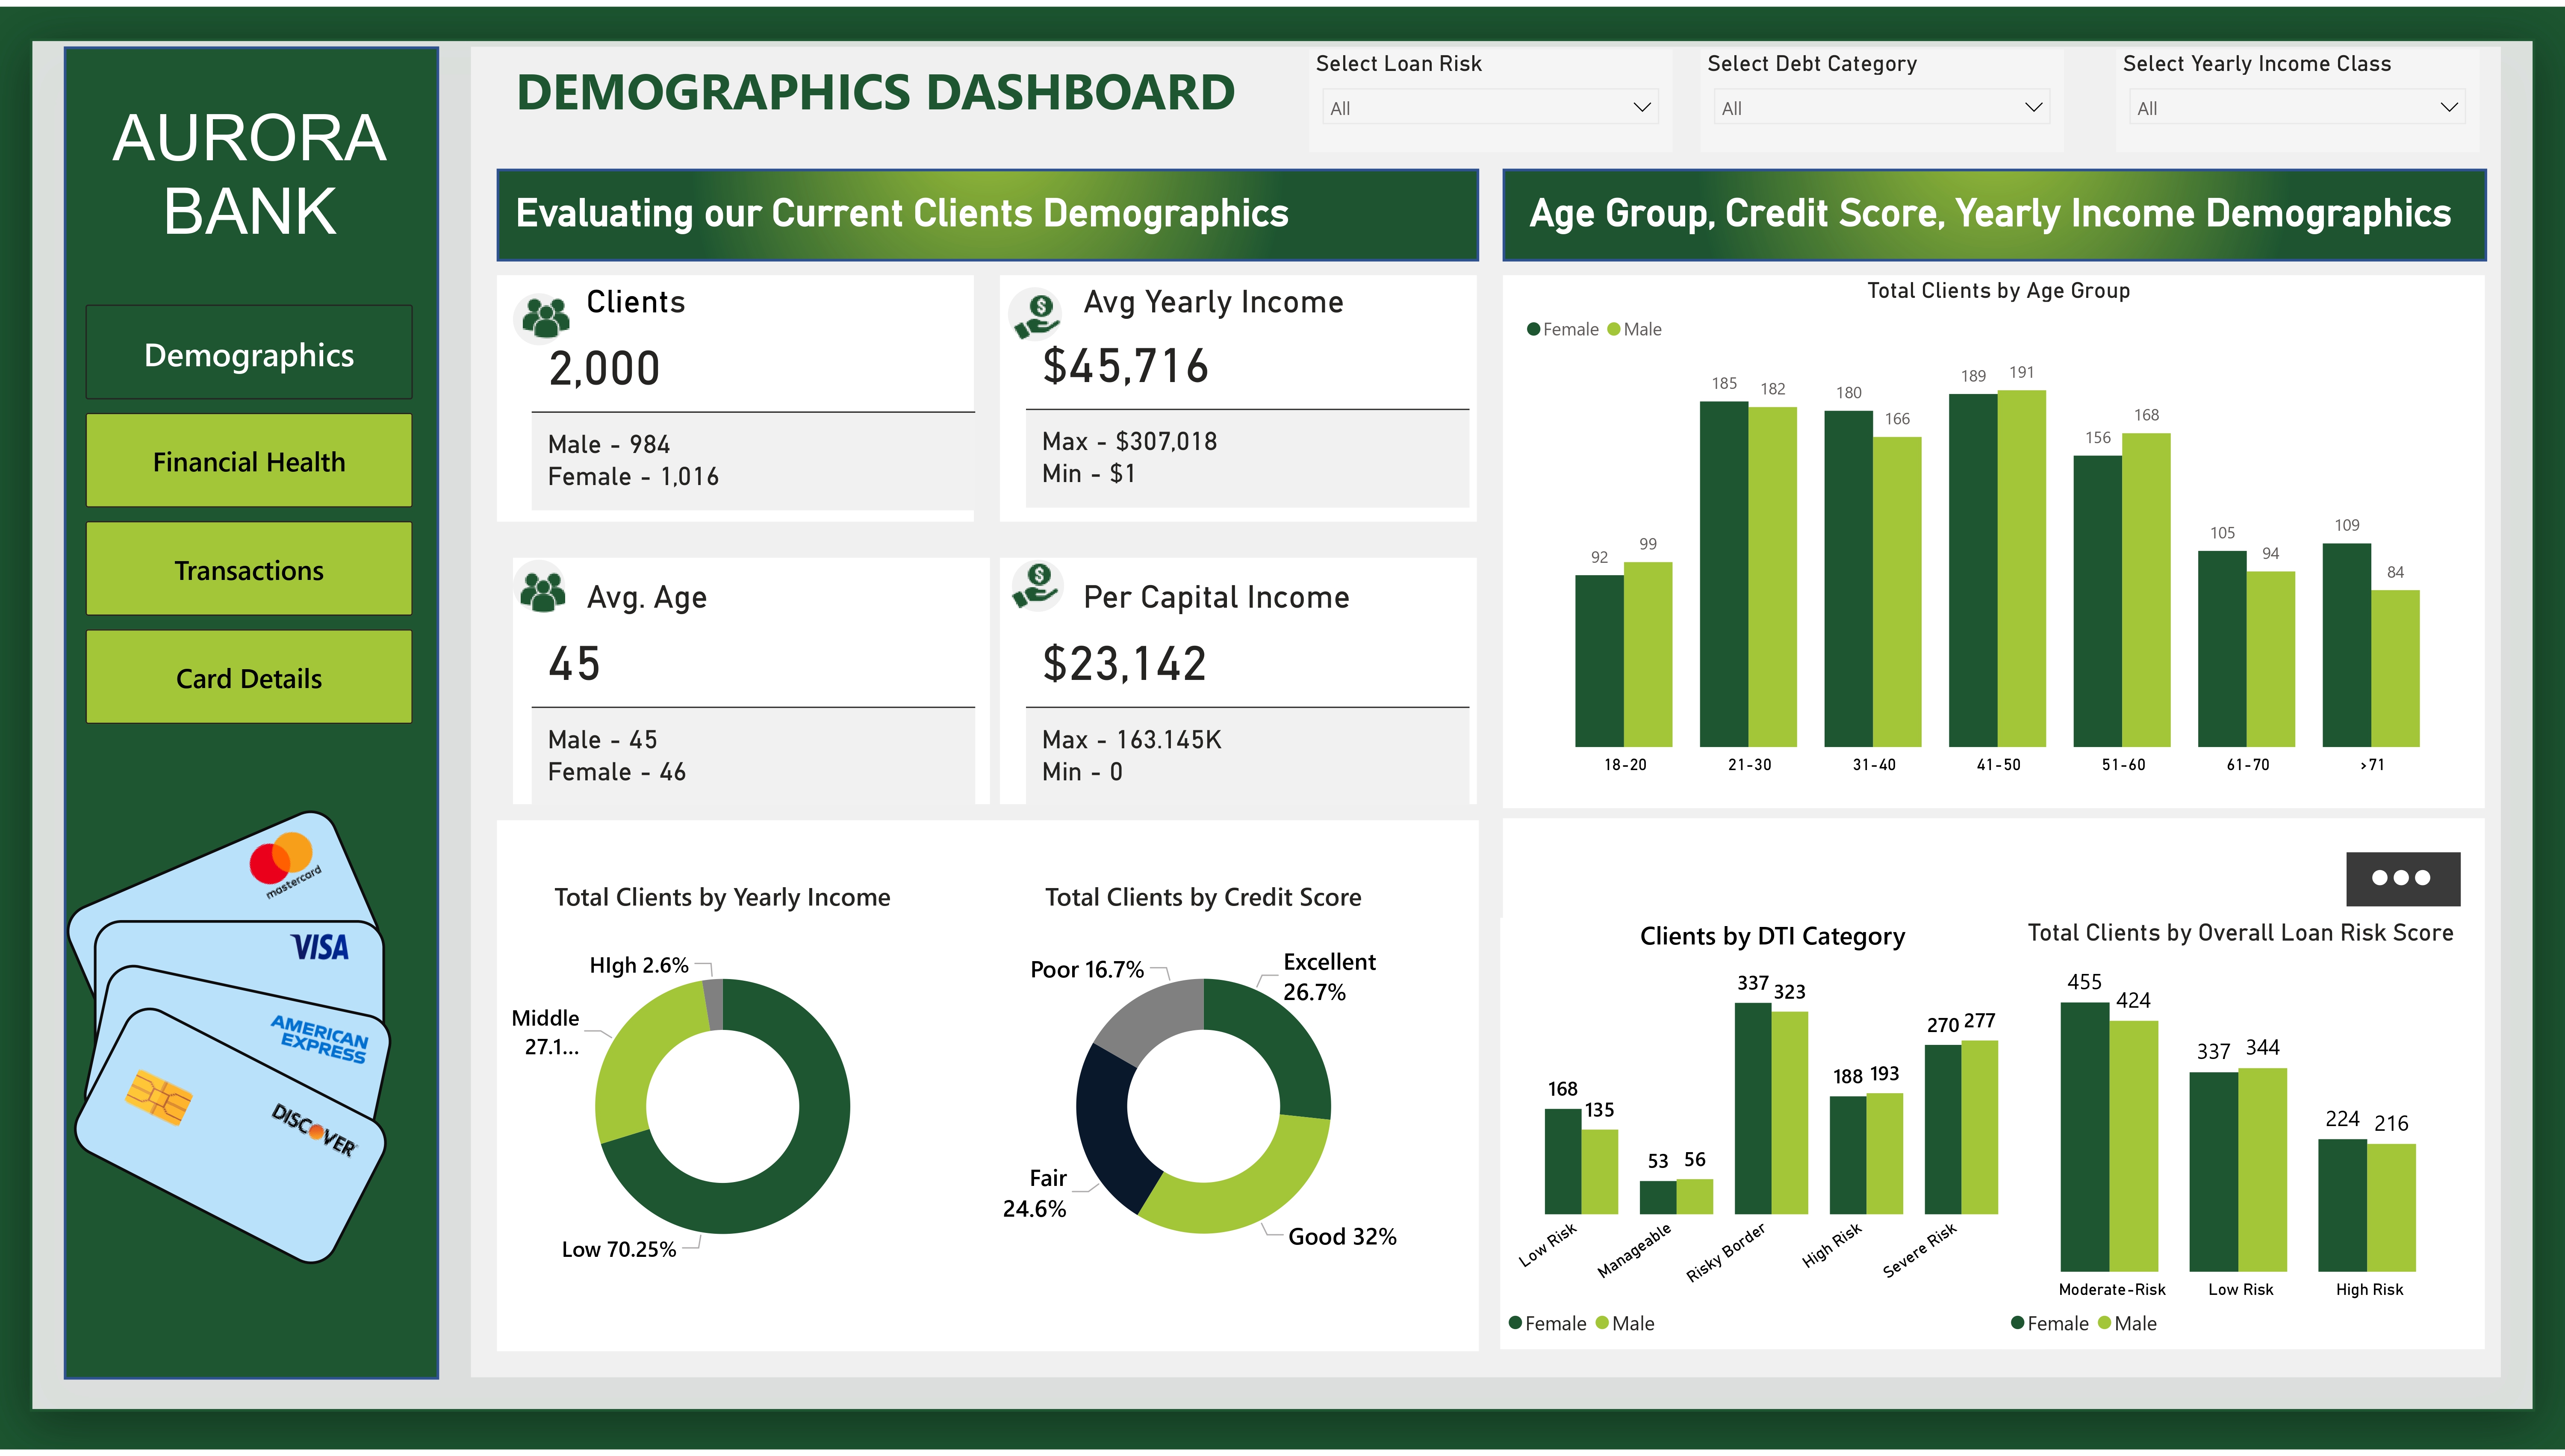 AURORA
BANK
Demographics
Financial Health
Transactions
Card Details
mastercard
VISA
AMERICAN
EXPRESS
DISCOVER
DEMOGRAPHICS DASHBOARD
Select Loan Risk
All
Select Debt Category
All
Select Yearly Income Class
All
Evaluating our Current Clients Demographics
Clients
2,000
Male - 984
Female - 1,016
Avg Yearly Income
$45,716
Max - $307,018
Min - $1
Avg. Age
45
Male - 45
Female - 46
Per Capital Income
$23,142
Max - 163.145K
Min - 0
Total Clients by Yearly Income
HIgh 2.6%
Middle
27.1...
Low 70.25%
Total Clients by Credit Score
Poor 16.7%
Excellent
26.7%
Fair
24.6%
Good 32%
Age Group, Credit Score, Yearly Income Demographics
Total Clients by Age Group
Female Male
92 99 185 182 180 166 189 191 156 168 105 94 109 84
18-20 21-30 31-40 41-50 51-60 61-70 >71
Clients by DTI Category
168 135 53 56 337 323 188 193 270 277
Low Risk Manageable Risky Border High Risk Severe Risk
Female Male
Total Clients by Overall Loan Risk Score
455 424 337 344 224 216
Moderate-Risk Low Risk High Risk
Female Male